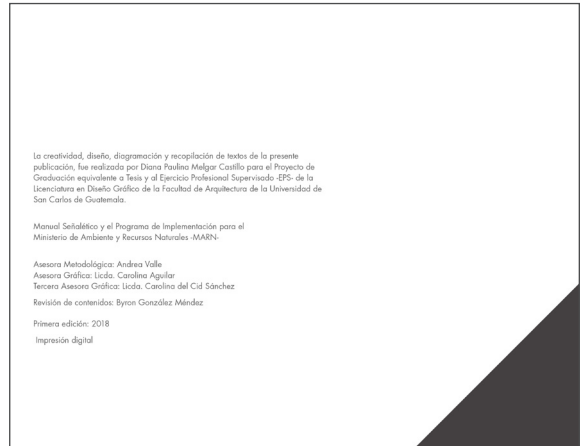 La creatividad, diseño, diagramación y recopilación de textos de la presente
publicación, fue realizada por Diana Paulina Melgar Castillo para el Proyecto de
Graduación equivalente a Tesis y al Ejercicio Profesional Supervisado -EPS- de la
Licenciatura en Diseño Gráfico de la Facultad de Arquitectura de la Universidad de
San Carlos de Guatemala.
Manual Señalético y el Programa de Implementación para el
Ministerio de Ambiente y Recursos Naturales -MARN-
Asesora Metodológica: Andrea Valle
Asesora Gráfica: Licda. Carolina Aguilar
Tercera Asesora Gráfica: Licda. Carolina del Cid Sánchez
Revisión de contenidos: Byron González Méndez
Primera edición: 2018
Impresión digital